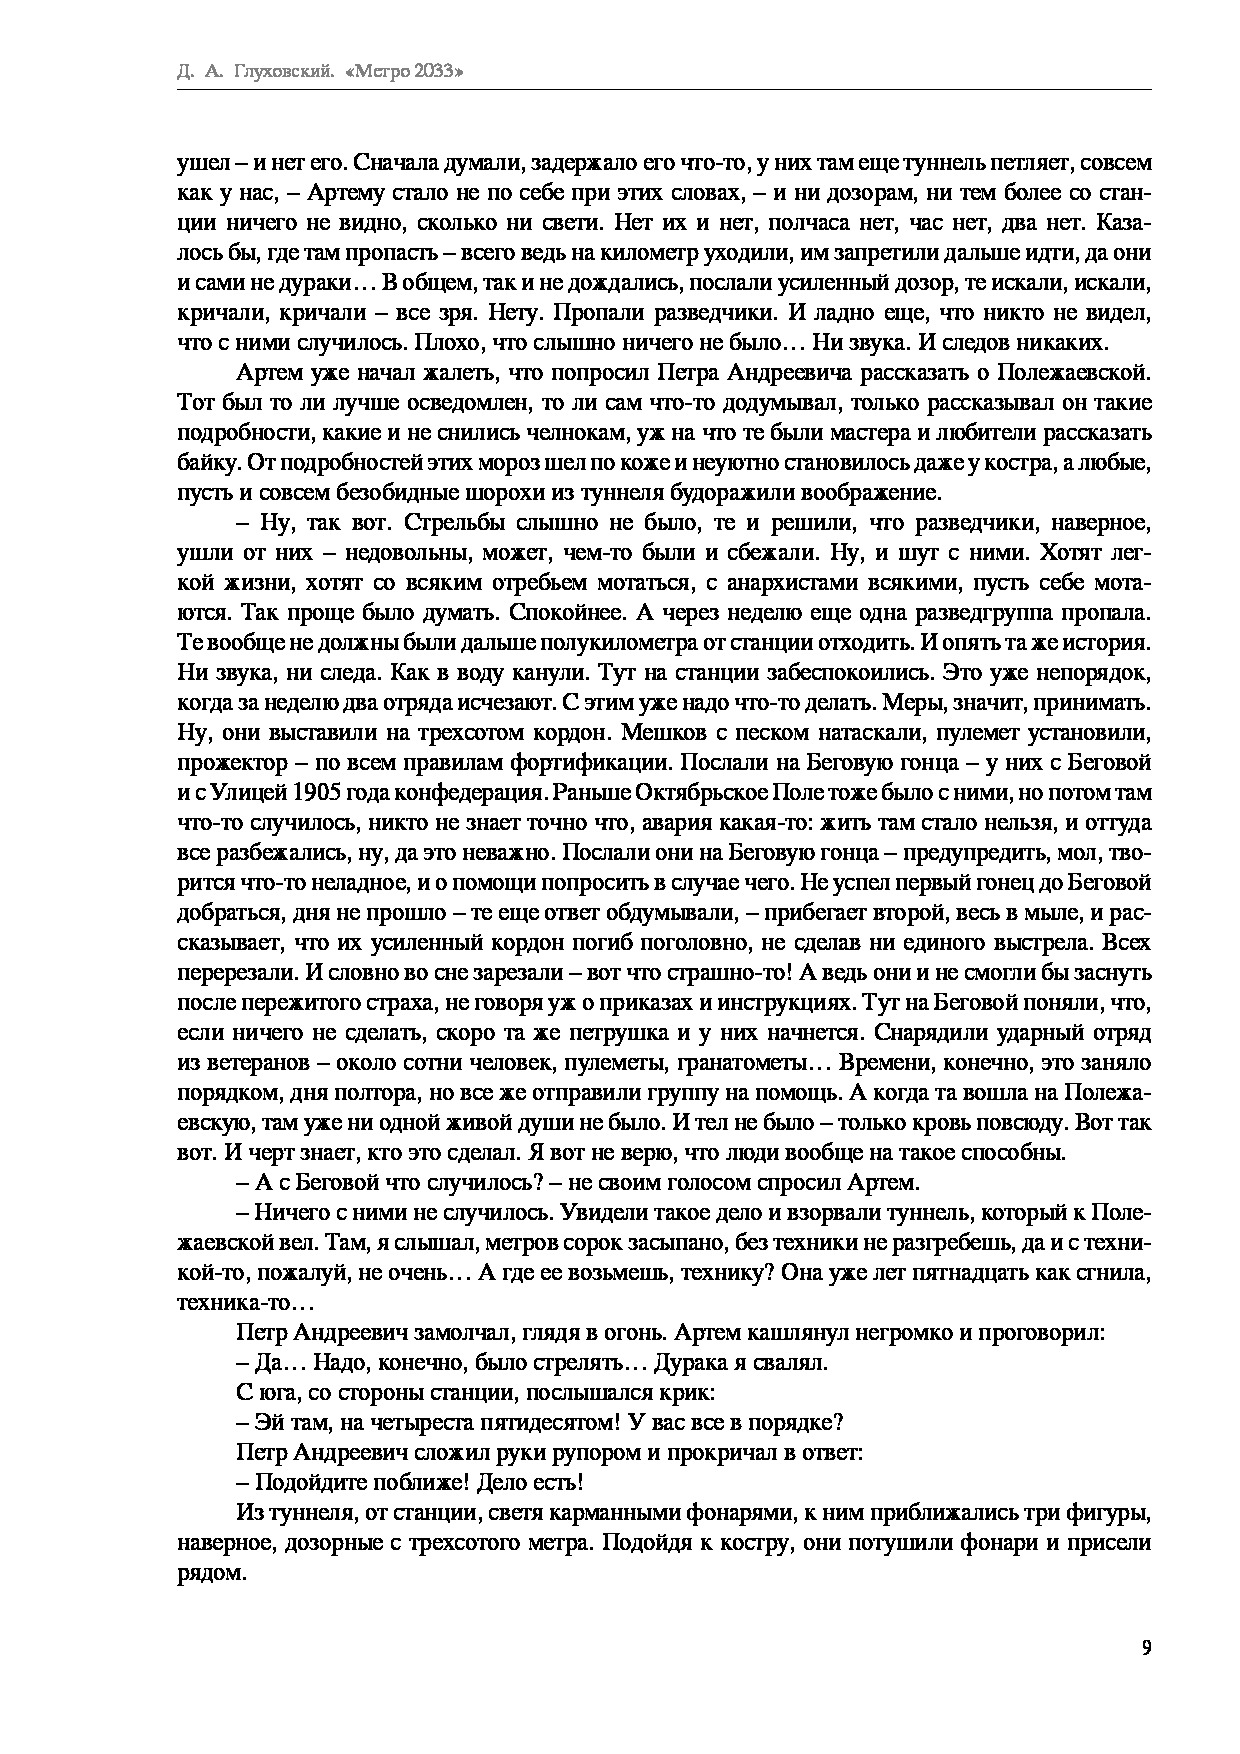 Д. А. Глуховский. «Метро 2033»
ушел – и нет его. Сначала думали, задержало его что-то, у них там еще туннель петляет, совсем
как у нас, – Артему стало не по себе при этих словах, – и ни дозорам, ни тем более со стан-
ции ничего не видно, сколько ни свети. Нет их и нет, полчаса нет, час нет, два нет. Каза-
лось бы, где там пропасть – всего ведь на километр уходили, им запретили дальше идти, да они
и сами не дураки… В общем, так и не дождались, послали усиленный дозор, те искали, искали,
кричали, кричали – все зря. Нету. Пропали разведчики. И ладно еще, что никто не видел,
что с ними случилось. Плохо, что слышно ничего не было… Ни звука. И следов никаких.
Артем уже начал жалеть, что попросил Петра Андреевича рассказать о Полежаевской.
Тот был то ли лучше осведомлен, то ли сам что-то додумывал, только рассказывал он такие
подробности, какие и не снились челнокам, уж на что те были мастера и любители рассказать
байку. От подробностей этих мороз шел по коже и неуютно становилось даже у костра, а любые,
пусть и совсем безобидные шорохи из туннеля будоражили воображение.
– Ну, так вот. Стрельбы слышно не было, те и решили, что разведчики, наверное,
ушли от них – недовольны, может, чем-то были и сбежали. Ну, и шут с ними. Хотят лег-
кой жизни, хотят со всяким отребьем мотаться, с анархистами всякими, пусть себе мота-
ются. Так проще было думать. Спокойнее. А через неделю еще одна разведгруппа пропала.
Те вообще не должны были дальше полукилометра от станции отходить. И опять та же история.
Ни звука, ни следа. Как в воду канули. Тут на станции забеспокоились. Это уже непорядок,
когда за неделю два отряда исчезают. С этим уже надо что-то делать. Меры, значит, принимать.
Ну, они выставили на трехсотом кордон. Мешков с песком натаскали, пулемет установили,
прожектор – по всем правилам фортификации. Послали на Беговую гонца – у них с Беговой
и с Улицей 1905 года конфедерация. Раньше Октябрьское Поле тоже было с ними, но потом там
что-то случилось, никто не знает точно что, авария какая-то: жить там стало нельзя, и оттуда
все разбежались, ну, да это неважно. Послали они на Беговую гонца – предупредить, мол, тво-
рится что-то неладное, и о помощи попросить в случае чего. Не успел первый гонец до Беговой
добраться, дня не прошло – те еще ответ обдумывали, – прибегает второй, весь в мыле, и рас-
сказывает, что их усиленный кордон погиб поголовно, не сделав ни единого выстрела. Всех
перерезали. И словно во сне зарезали – вот что страшно-то! А ведь они и не смогли бы заснуть
после пережитого страха, не говоря уж о приказах и инструкциях. Тут на Беговой поняли, что,
если ничего не сделать, скоро та же петрушка и у них начнется. Снарядили ударный отряд
из ветеранов – около сотни человек, пулеметы, гранатометы… Времени, конечно, это заняло
порядком, дня полтора, но все же отправили группу на помощь. А когда та вошла на Полежа-
евскую, там уже ни одной живой души не было. И тел не было – только кровь повсюду. Вот так
вот. И черт знает, кто это сделал. Я вот не верю, что люди вообще на такое способны.
– А с Беговой что случилось? – не своим голосом спросил Артем.
– Ничего с ними не случилось. Увидели такое дело и взорвали туннель, который к Поле-
жаевской вел. Там, я слышал, метров сорок засыпано, без техники не разгребешь, да и с техни-
кой-то, пожалуй, не очень… А где ее возьмешь, технику? Она уже лет пятнадцать как сгнила,
техника-то…
Петр Андреевич замолчал, глядя в огонь. Артем кашлянул негромко и проговорил:
– Да… Надо, конечно, было стрелять… Дурака я свалял.
С юга, со стороны станции, послышался крик:
– Эй там, на четыреста пятидесятом! У вас все в порядке?
Петр Андреевич сложил руки рупором и прокричал в ответ:
– Подойдите поближе! Дело есть!
Из туннеля, от станции, светя карманными фонарями, к ним приближались три фигуры,
наверное, дозорные с трехсотого метра. Подойдя к костру, они потушили фонари и присели
рядом.
9